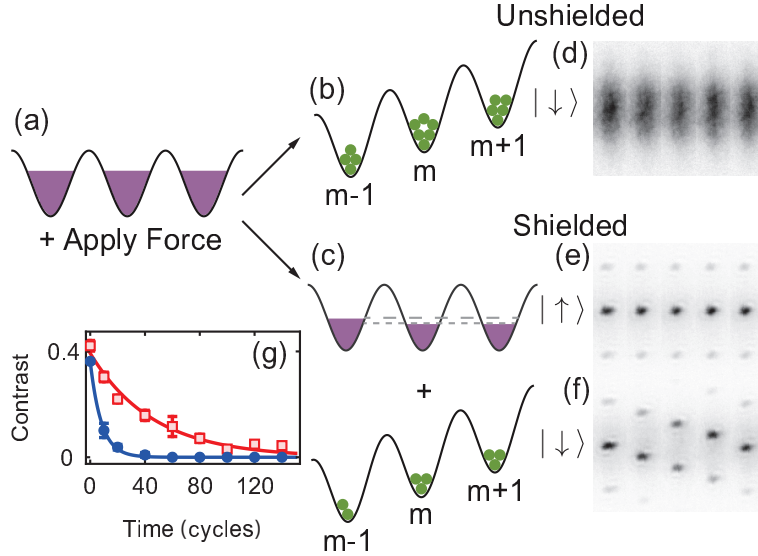 Unshielded
(a)
(b)
|↓⟩
(d)
m-1
m
m+1
+ Apply Force
Shielded
(c)
|↑⟩
(e)
+
(f)
|↓⟩
m-1
m
m+1
(g)
Contrast
0.4
0
0
40
80
120
Time (cycles)